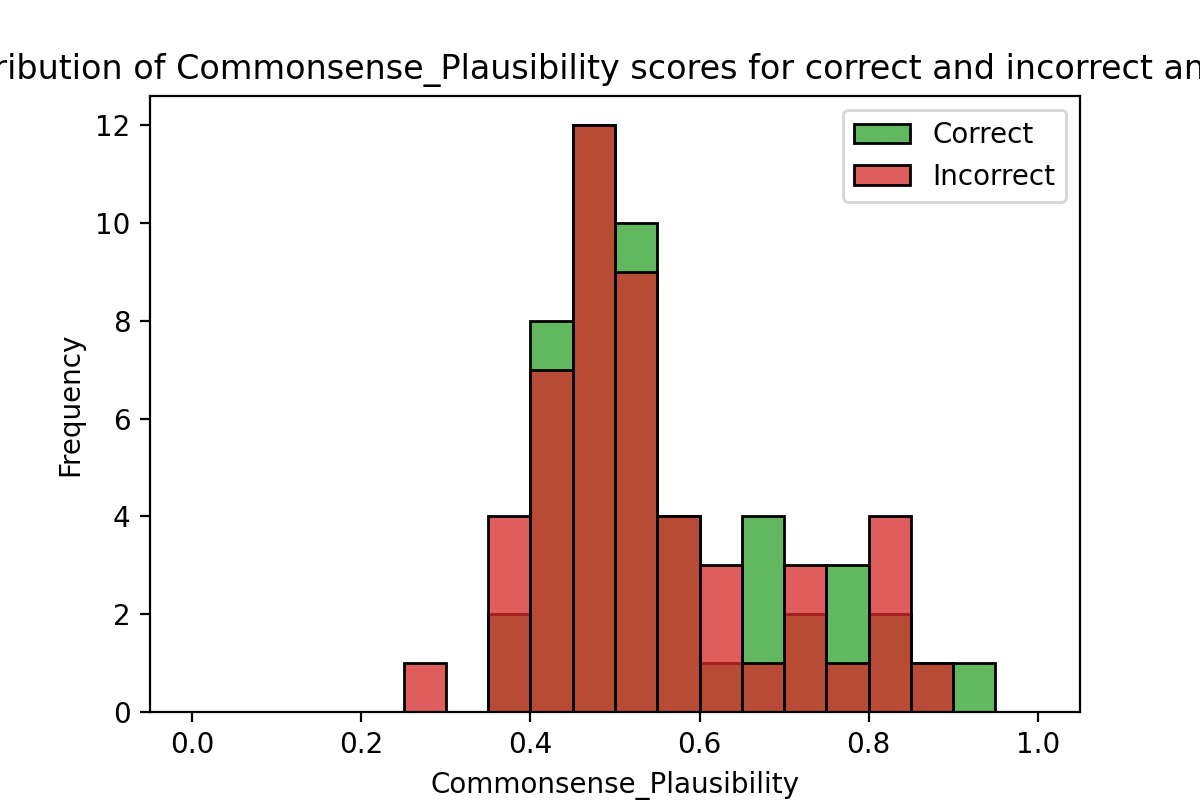 ribution of Commonsense_Plausibility scores for correct and incorrect an
Correct
Incorrect
12
10
8
6
4
2
0
Frequency
0.0 0.2 0.4 0.6 0.8 1.0
Commonsense_Plausibility